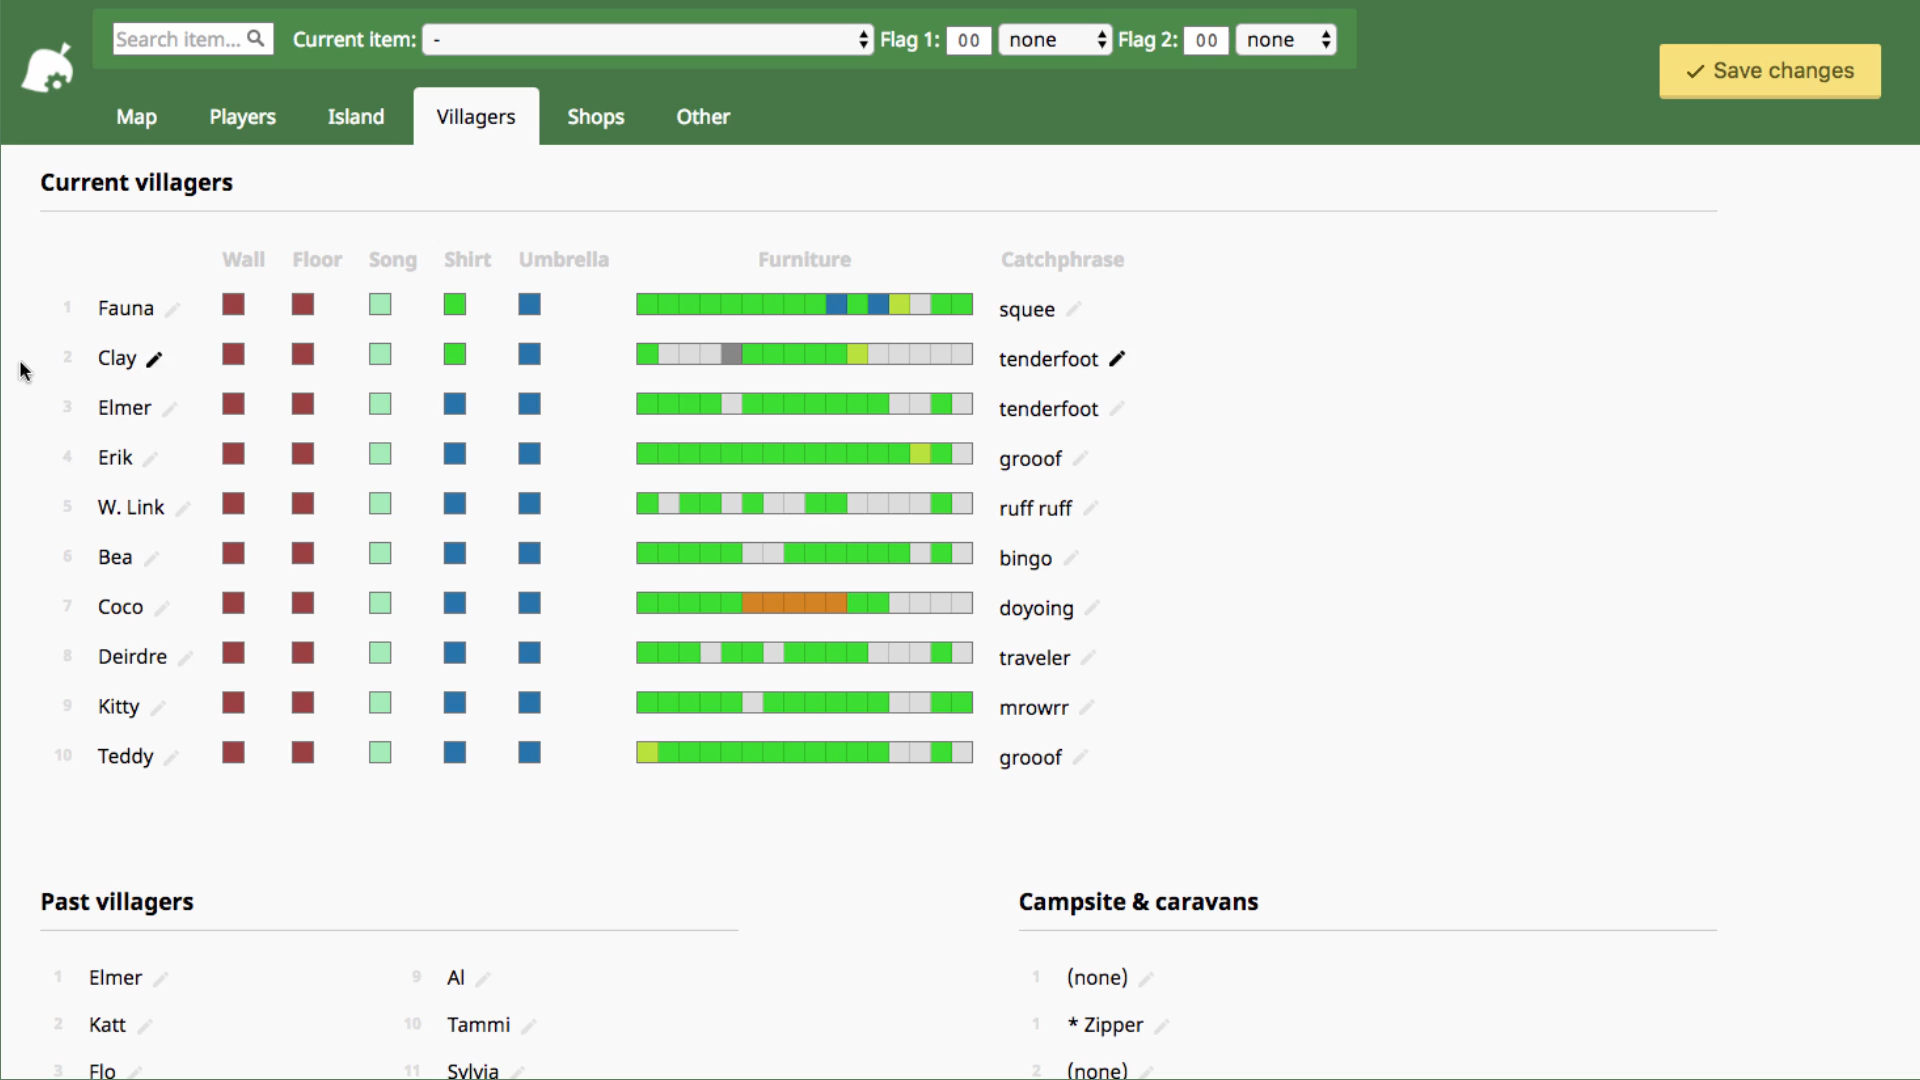 Search item... Current item: - Flag 1: 00 none Flag 2: 00 none
Save changes
Map Players Island Villagers Shops Other
Current villagers
Wall Floor Song Shirt Umbrella Furniture Catchphrase
1 Fauna squee
2 Clay tenderfoot
3 Elmer tenderfoot
4 Erik grooof
5 W. Link ruff ruff
6 Bea bingo
7 Coco doyoing
8 Deirdre traveler
9 Kitty mrowrr
10 Teddy grooof
Past villagers Campsite & caravans
1 Elmer 9 Al 1 (none)
2 Katt 10 Tammi 1 * Zipper
3 Flo 11 Sylvia 2 (none)